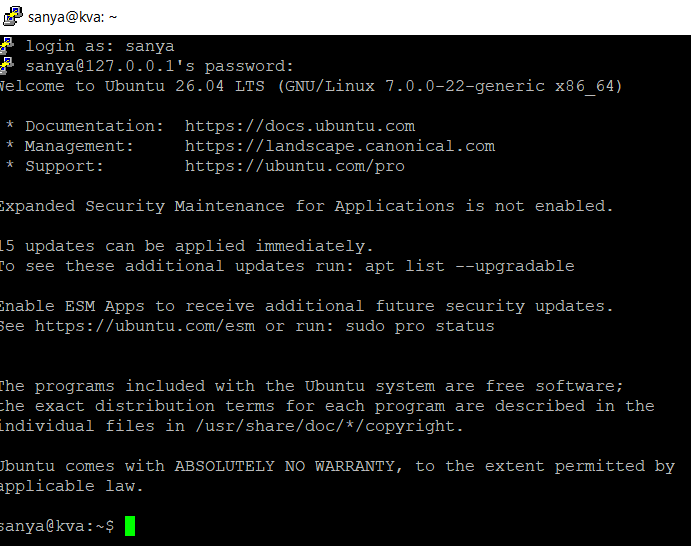 sanya@kva: ~
login as: sanya
sanya@127.0.0.1's password:
Welcome to Ubuntu 26.04 LTS (GNU/Linux 7.0.0-22-generic x86_64)
* Documentation: https://docs.ubuntu.com
* Management: https://landscape.canonical.com
* Support: https://ubuntu.com/pro
Expanded Security Maintenance for Applications is not enabled.
15 updates can be applied immediately.
To see these additional updates run: apt list --upgradable
Enable ESM Apps to receive additional future security updates.
See https://ubuntu.com/esm or run: sudo pro status
The programs included with the Ubuntu system are free software;
the exact distribution terms for each program are described in the
individual files in /usr/share/doc/*/copyright.
Ubuntu comes with ABSOLUTELY NO WARRANTY, to the extent permitted by
applicable law.
sanya@kva:~$